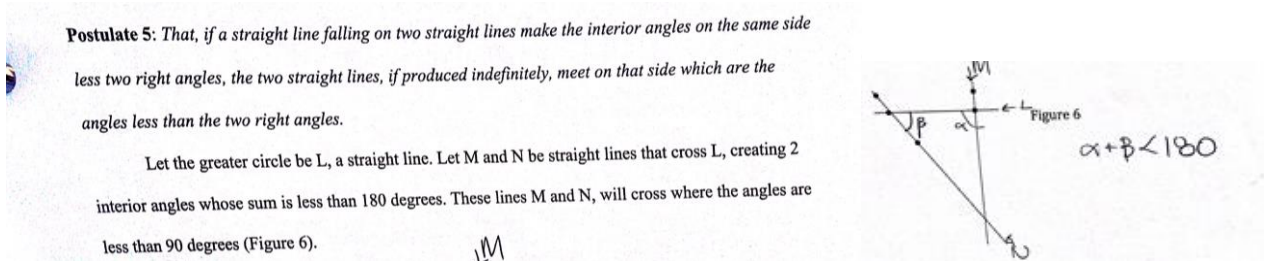 Postulate 5: That, if a straight line falling on two straight lines make the interior angles on the same side
less two right angles, the two straight lines, if produced indefinitely, meet on that side which are the
angles less than the two right angles.
Let the greater circle be L, a straight line. Let M and N be straight lines that cross L, creating 2
interior angles whose sum is less than 180 degrees. These lines M and N, will cross where the angles are
less than 90 degrees (Figure 6).
M
M
L
Figure 6
β
α
α+β<180
N